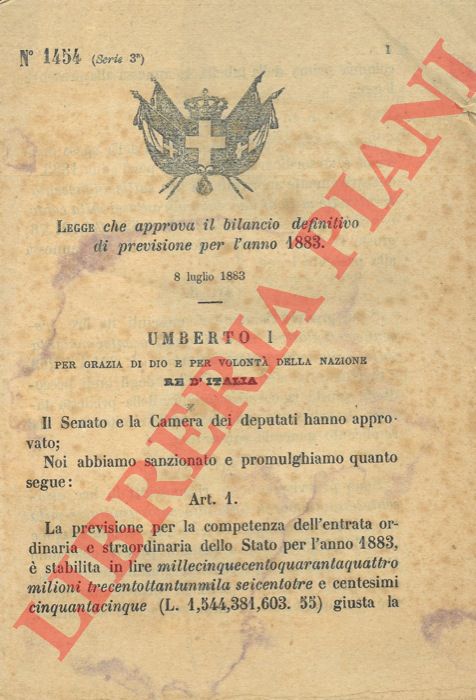 N° 1454 (Serie 3ª)
1
LEGGE che approva il bilancio definitivo
di previsione per l'anno 1883.
8 luglio 1883
UMBERTO I
PER GRAZIA DI DIO E PER VOLONTÀ DELLA NAZIONE
RE D'ITALIA
Il Senato e la Camera dei deputati hanno appro-
vato;
Noi abbiamo sanzionato e promulghiamo quanto
segue:
Art. 1.
La previsione per la competenza dell'entrata or-
dinaria e straordinaria dello Stato per l'anno 1883,
è stabilita in lire millecinquecentoquarantaquattro
milioni trecentottantunmila seicentotre e centesimi
cinquantacinque (L. 1,544,381,603. 55) giusta la
LIBRERIA PIANI